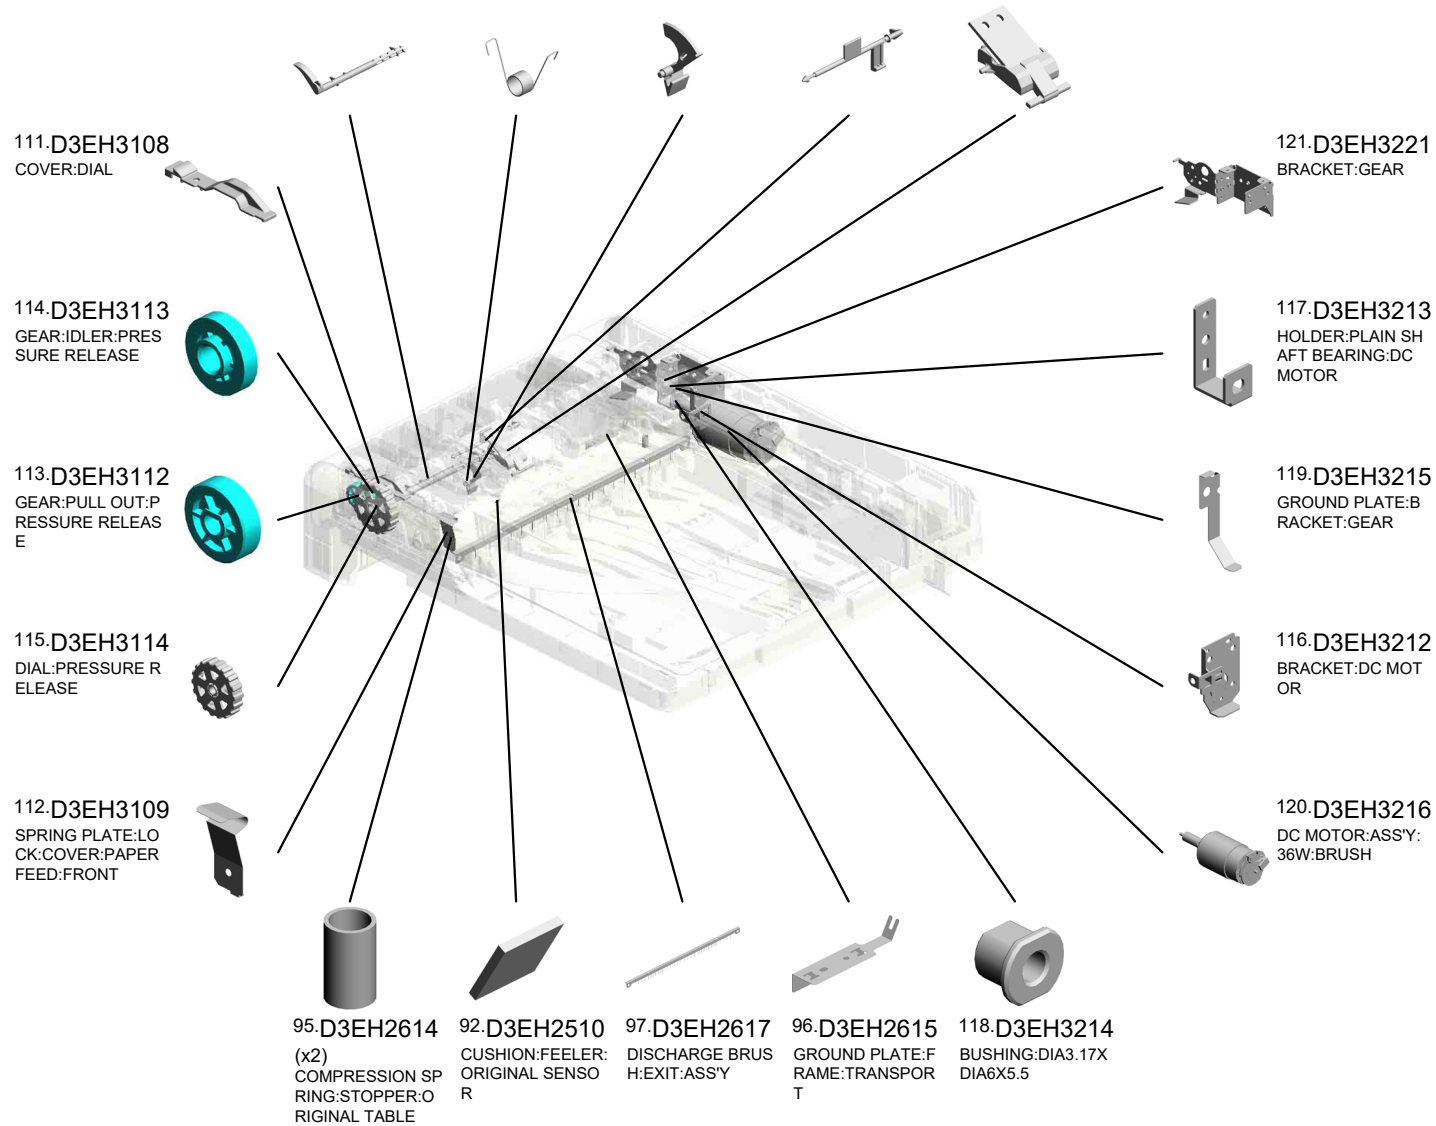 111.D3EH3108
COVER:DIAL
114.D3EH3113
GEAR:IDLER:PRES
SURE RELEASE
113.D3EH3112
GEAR:PULL OUT:P
RESSURE RELEAS
E
115.D3EH3114
DIAL:PRESSURE R
ELEASE
112.D3EH3109
SPRING PLATE:LO
CK:COVER:PAPER
FEED:FRONT
95.D3EH2614
(x2)
COMPRESSION SP
RING:STOPPER:O
RIGINAL TABLE
92.D3EH2510
CUSHION:FEELER:
ORIGINAL SENSO
R
97.D3EH2617
DISCHARGE BRUS
H:EXIT:ASS'Y
96.D3EH2615
GROUND PLATE:F
RAME:TRANSPOR
T
118.D3EH3214
BUSHING:DIA3.17X
DIA6X5.5
121.D3EH3221
BRACKET:GEAR
117.D3EH3213
HOLDER:PLAIN SH
AFT BEARING:DC
MOTOR
119.D3EH3215
GROUND PLATE:B
RACKET:GEAR
116.D3EH3212
BRACKET:DC MOT
OR
120.D3EH3216
DC MOTOR:ASS'Y:
36W:BRUSH